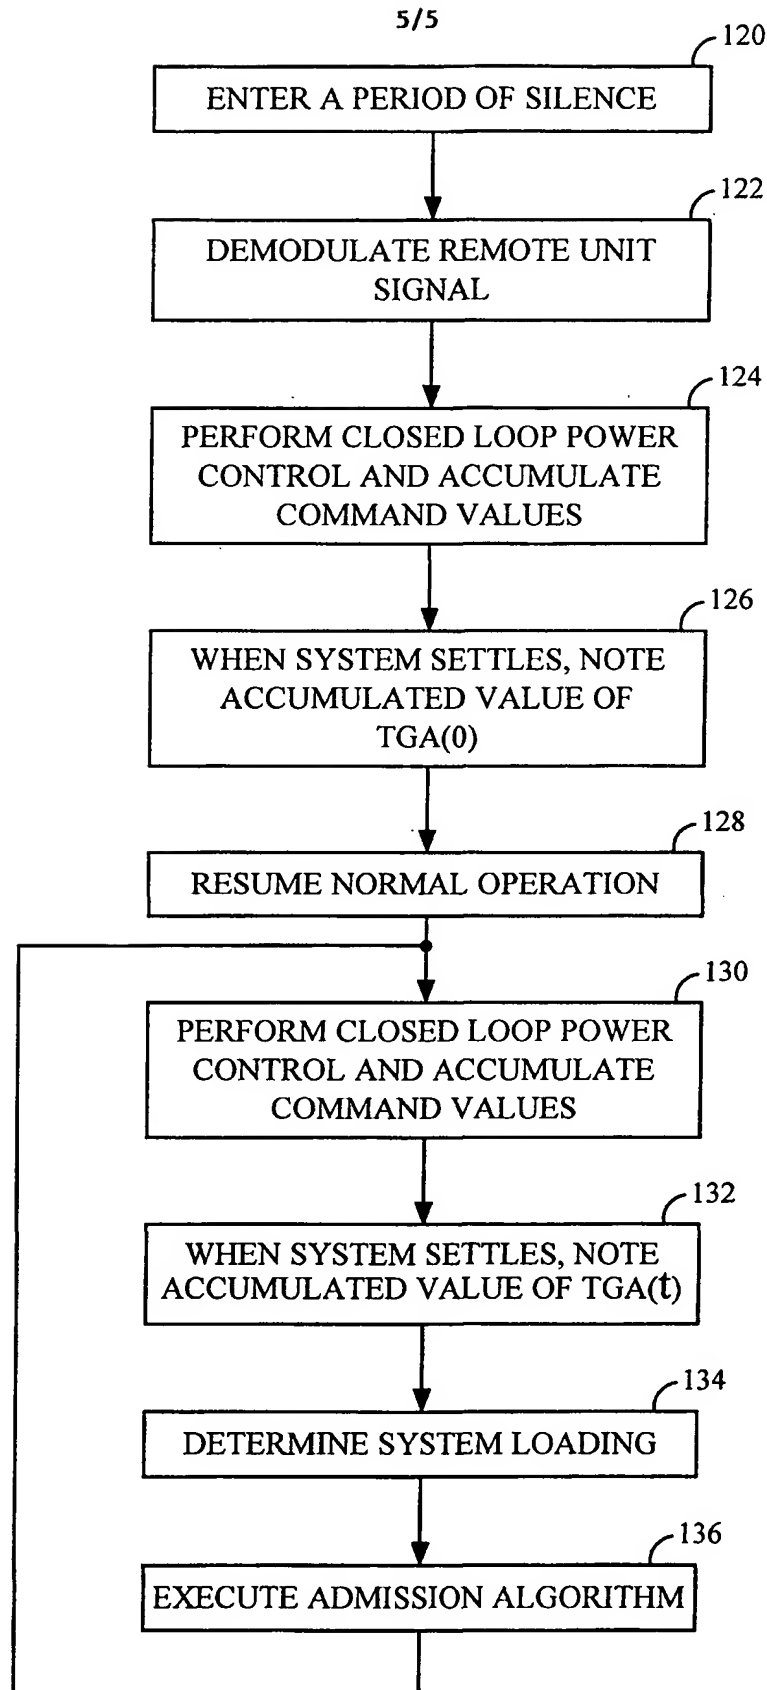 5/5
120
ENTER A PERIOD OF SILENCE
122
DEMODULATE REMOTE UNIT
SIGNAL
124
PERFORM CLOSED LOOP POWER
CONTROL AND ACCUMULATE
COMMAND VALUES
126
WHEN SYSTEM SETTLES, NOTE
ACCUMULATED VALUE OF
TGA(0)
128
RESUME NORMAL OPERATION
130
PERFORM CLOSED LOOP POWER
CONTROL AND ACCUMULATE
COMMAND VALUES
132
WHEN SYSTEM SETTLES, NOTE
ACCUMULATED VALUE OF TGA(t)
134
DETERMINE SYSTEM LOADING
136
EXECUTE ADMISSION ALGORITHM